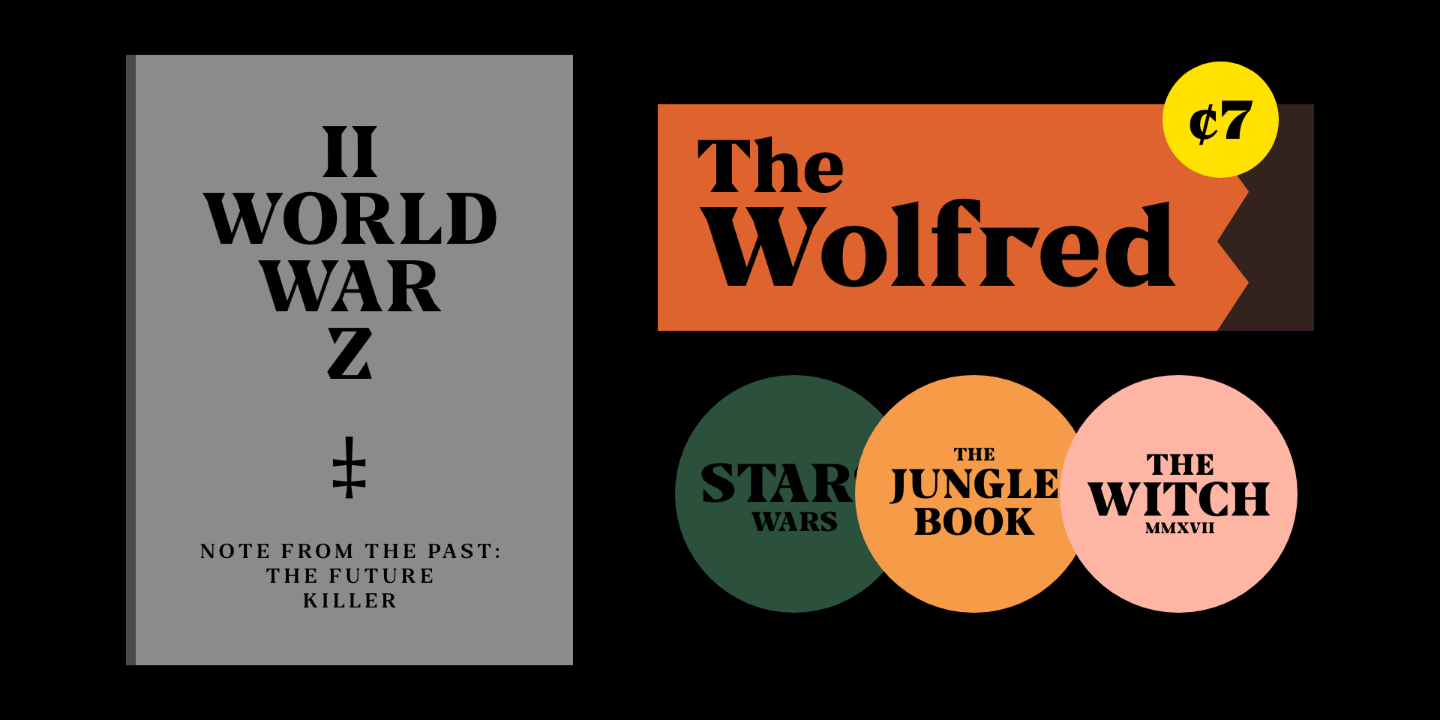 II
WORLD
WAR
Z
‡
NOTE FROM THE PAST:
THE FUTURE
KILLER
¢7
The
Wolfred
STARS
WARS
THE
JUNGLE
BOOK
THE
WITCH
MMXVII